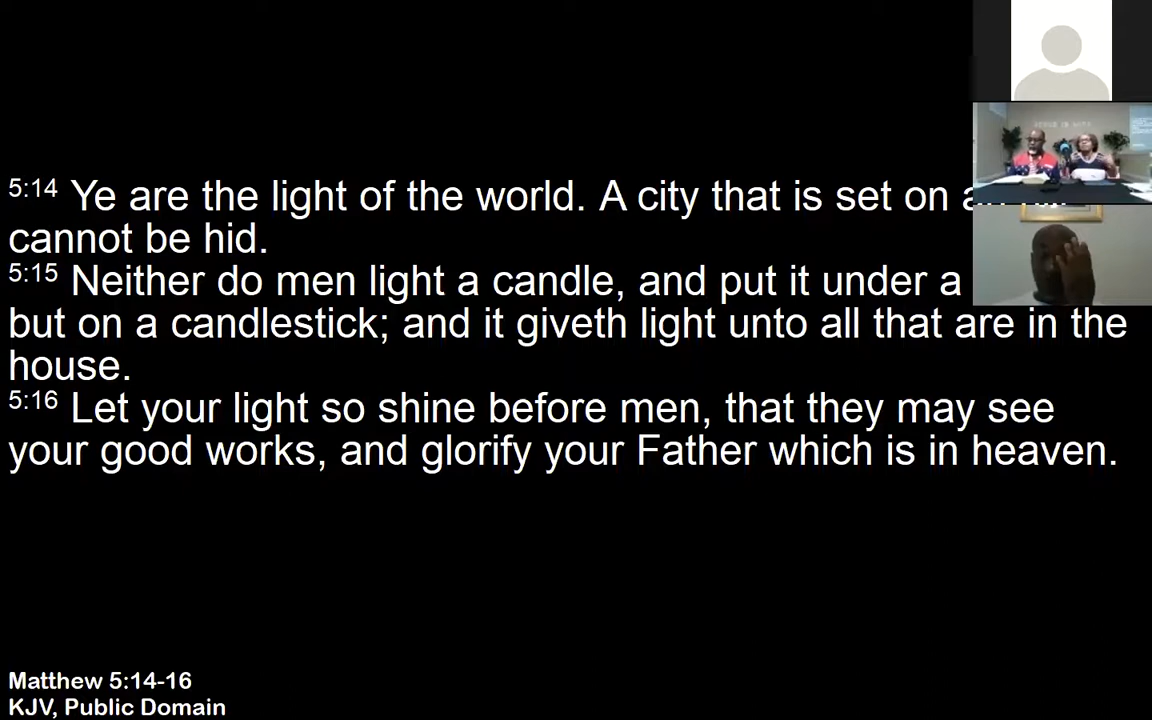 5:14 Ye are the light of the world. A city that is set on
cannot be hid.
5:15 Neither do men light a candle, and put it under a
but on a candlestick; and it giveth light unto all that are in the
house.
5:16 Let your light so shine before men, that they may see
your good works, and glorify your Father which is in heaven.
Matthew 5:14-16
KJV, Public Domain